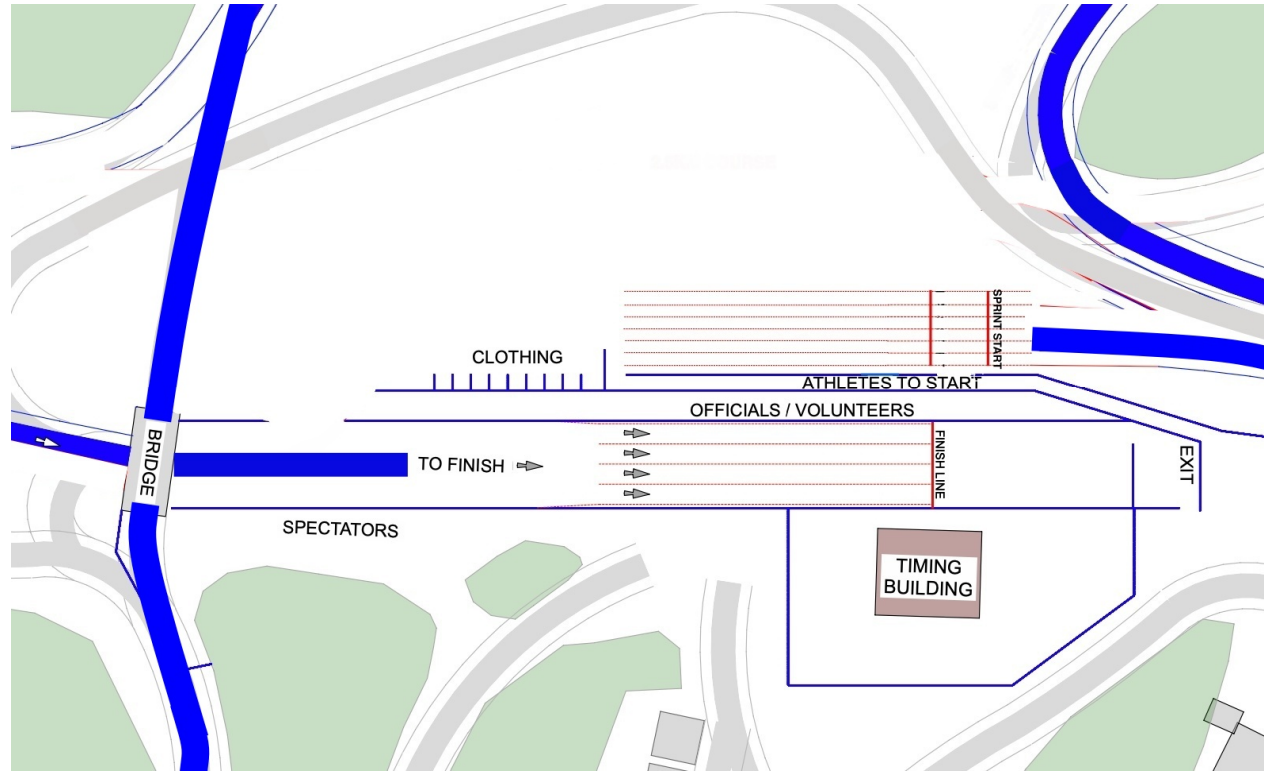 SPRINT START
CLOTHING
ATHLETES TO START
OFFICIALS / VOLUNTEERS
BRIDGE
TO FINISH
FINISH LINE
EXIT
SPECTATORS
TIMING
BUILDING